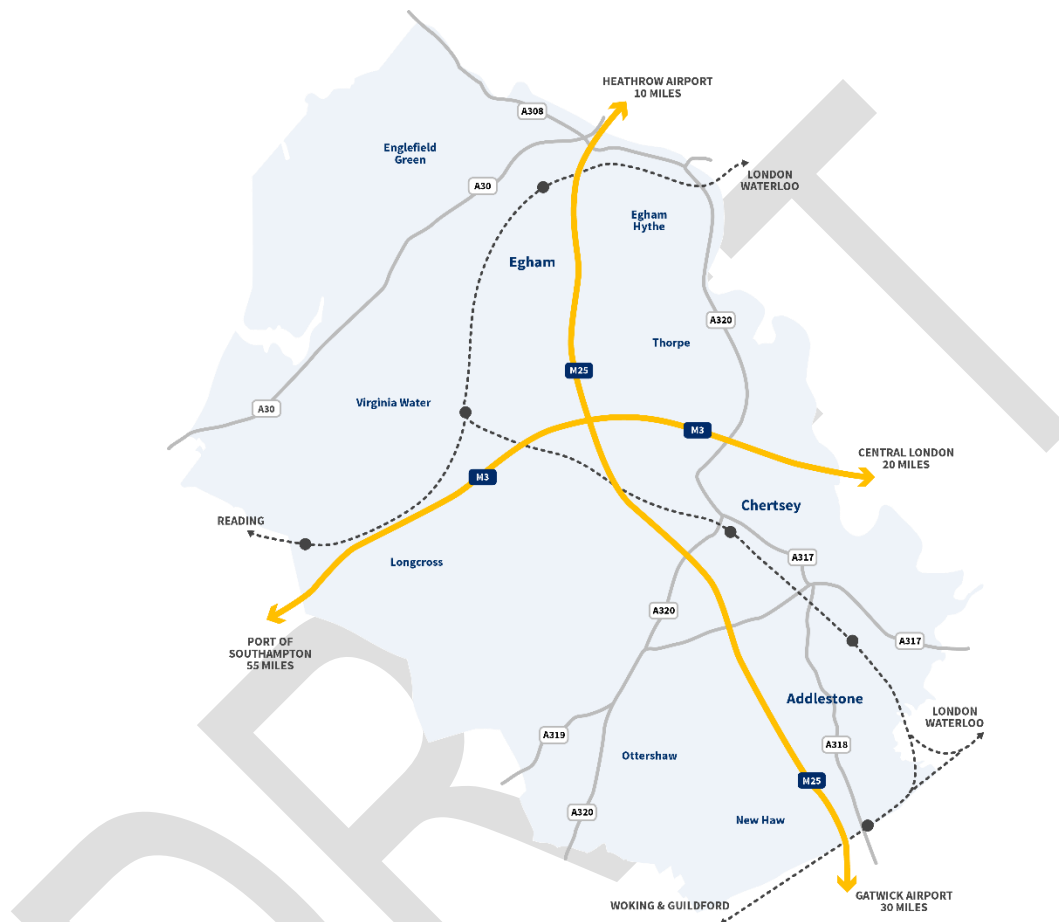 HEATHROW AIRPORT
10 MILES
A308
Englefield
Green
LONDON
WATERLOO
A30
Egham
Hythe
Egham
A320
Thorpe
M25
Virginia Water
A30
M3
CENTRAL LONDON
20 MILES
M3
Chertsey
READING
Longcross
A317
A320
PORT OF
SOUTHAMPTON
55 MILES
A317
Addlestone
LONDON
WATERLOO
A319
A318
Ottershaw
M25
A320
New Haw
WOKING & GUILDFORD
GATWICK AIRPORT
30 MILES